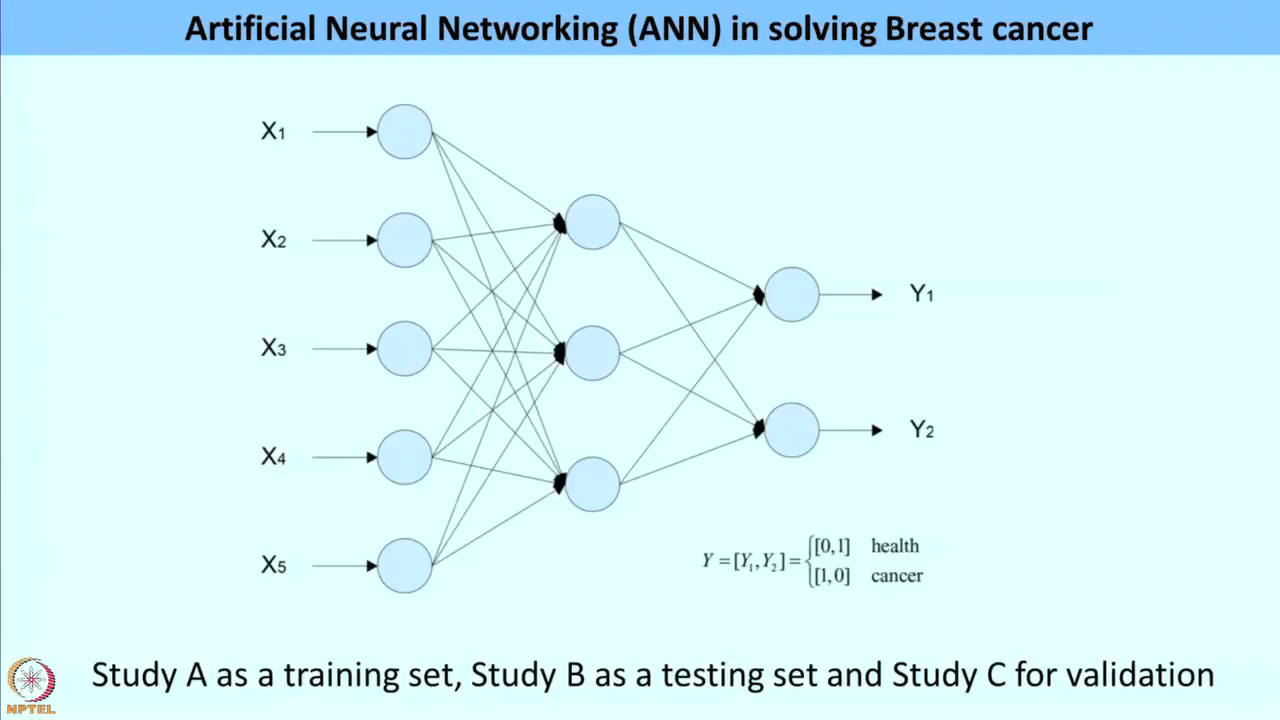 Artificial Neural Networking (ANN) in solving Breast cancer
X1
X2
X3
X4
X5
Y1
Y2
Y = [Y1, Y2] = { [0,1] health
[1,0] cancer
Study A as a training set, Study B as a testing set and Study C for validation
NPTEL